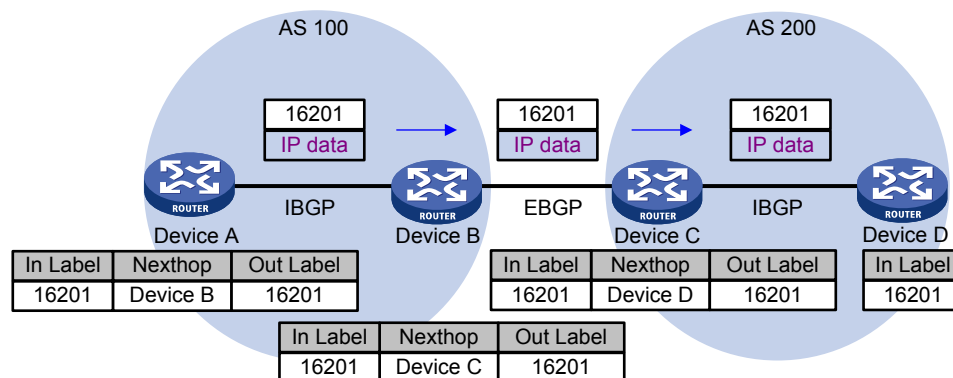 AS 100
AS 200
16201
IP data
16201
IP data
16201
IP data
ROUTER
ROUTER
ROUTER
ROUTER
IBGP
EBGP
IBGP
Device A
Device B
Device C
Device D
In Label Nexthop Out Label
16201 Device B 16201
In Label Nexthop Out Label
16201 Device D 16201
In Label
16201
In Label Nexthop Out Label
16201 Device C 16201